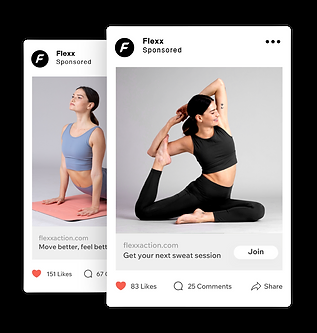 Flexx
Sponsored
flexxaction.com
Move better, feel bett
151 Likes
67 C
F
Flexx
Sponsored
flexxaction.com
Get your next sweat session
Join
83 Likes
25 Comments
Share